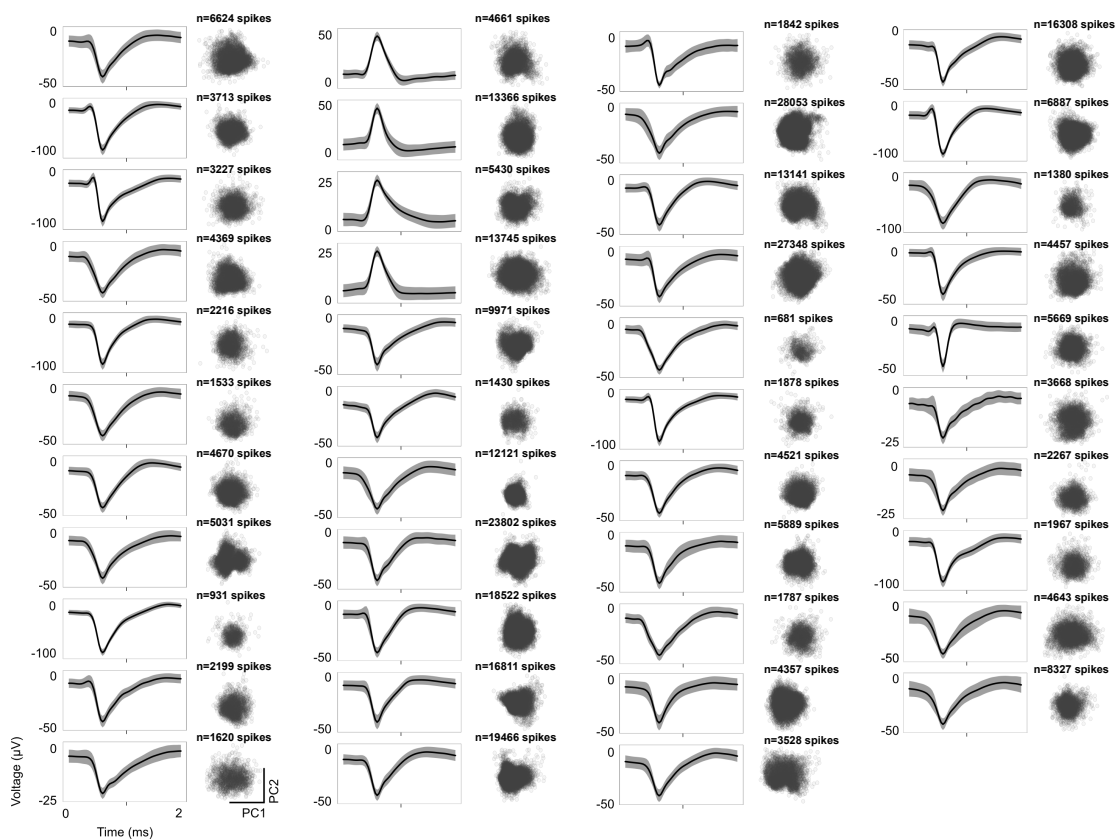 n=6624 spikes
0
-50
n=3713 spikes
0
-100
n=3227 spikes
0
-100
n=4369 spikes
0
-50
n=2216 spikes
0
-100
n=1533 spikes
0
-50
n=4670 spikes
0
-50
n=5031 spikes
0
-50
n=931 spikes
0
-100
n=2199 spikes
0
-50
n=1620 spikes
0
-25
Voltage (µV)
0
2
Time (ms)
PC1
PC2
n=4661 spikes
50
0
n=13366 spikes
50
0
n=5430 spikes
25
0
n=13745 spikes
25
0
n=9971 spikes
0
-50
n=1430 spikes
0
-50
n=12121 spikes
0
-50
n=23802 spikes
0
-50
n=18522 spikes
0
-50
n=16811 spikes
0
-50
n=19466 spikes
0
-50
n=1842 spikes
0
-50
n=28053 spikes
0
-50
n=13141 spikes
0
-50
n=27348 spikes
0
-50
n=681 spikes
0
-50
n=1878 spikes
0
-100
n=4521 spikes
0
-50
n=5889 spikes
0
-50
n=1787 spikes
0
-50
n=4357 spikes
0
-50
n=3528 spikes
0
-50
n=16308 spikes
0
-50
n=6887 spikes
0
-100
n=1380 spikes
0
-100
n=4457 spikes
0
-50
n=5669 spikes
0
-50
n=3668 spikes
0
-25
n=2267 spikes
0
-25
n=1967 spikes
0
-100
n=4643 spikes
0
-50
n=8327 spikes
0
-50